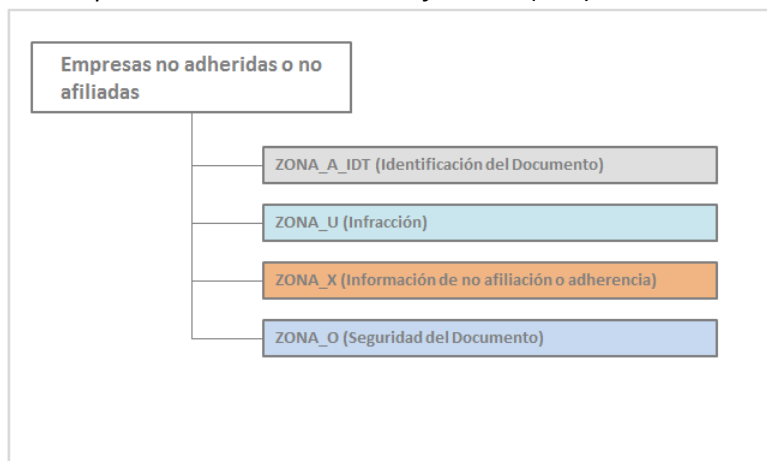 Empresas no adheridas o no
afiliadas
ZONA_A_IDT (Identificación del Documento)
ZONA_U (Infracción)
ZONA_X (Información de no afiliación o adherencia)
ZONA_O (Seguridad del Documento)